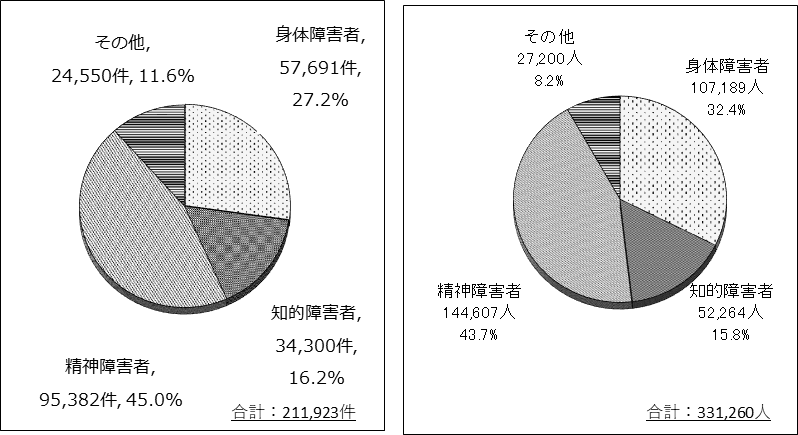 その他,
24,550件, 11.6%
身体障害者,
57,691件,
27.2%
知的障害者,
34,300件,
16.2%
精神障害者,
95,382件, 45.0%
合計：211,923件
その他
27,200人
8.2%
身体障害者
107,189人
32.4%
精神障害者
144,607人
43.7%
知的障害者
52,264人
15.8%
合計：331,260人